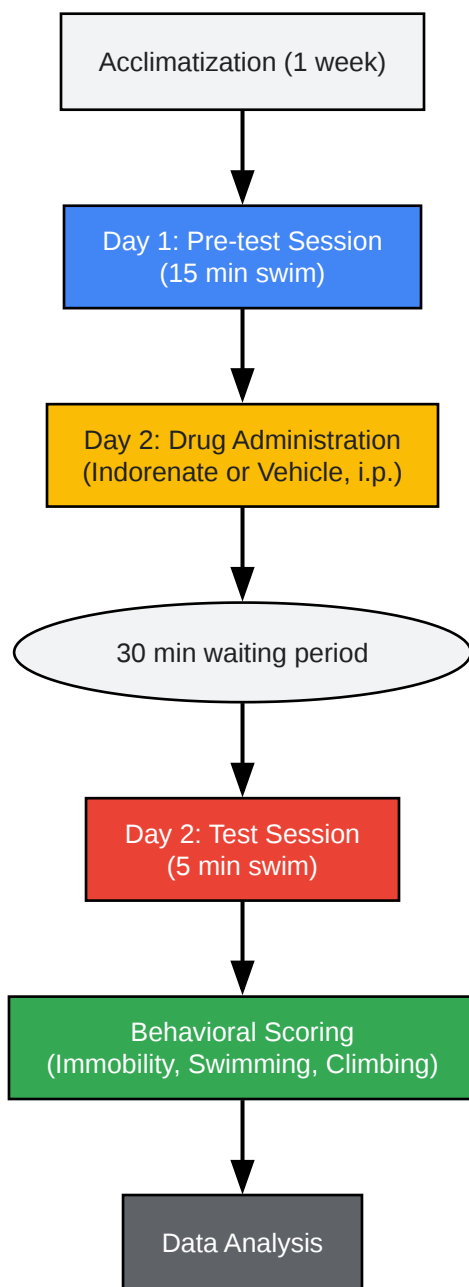 Acclimatization (1 week)
Day 1: Pre-test Session
(15 min swim)
Day 2: Drug Administration
(Indorenate or Vehicle, i.p.)
30 min waiting period
Day 2: Test Session
(5 min swim)
Behavioral Scoring
(Immobility, Swimming, Climbing)
Data Analysis